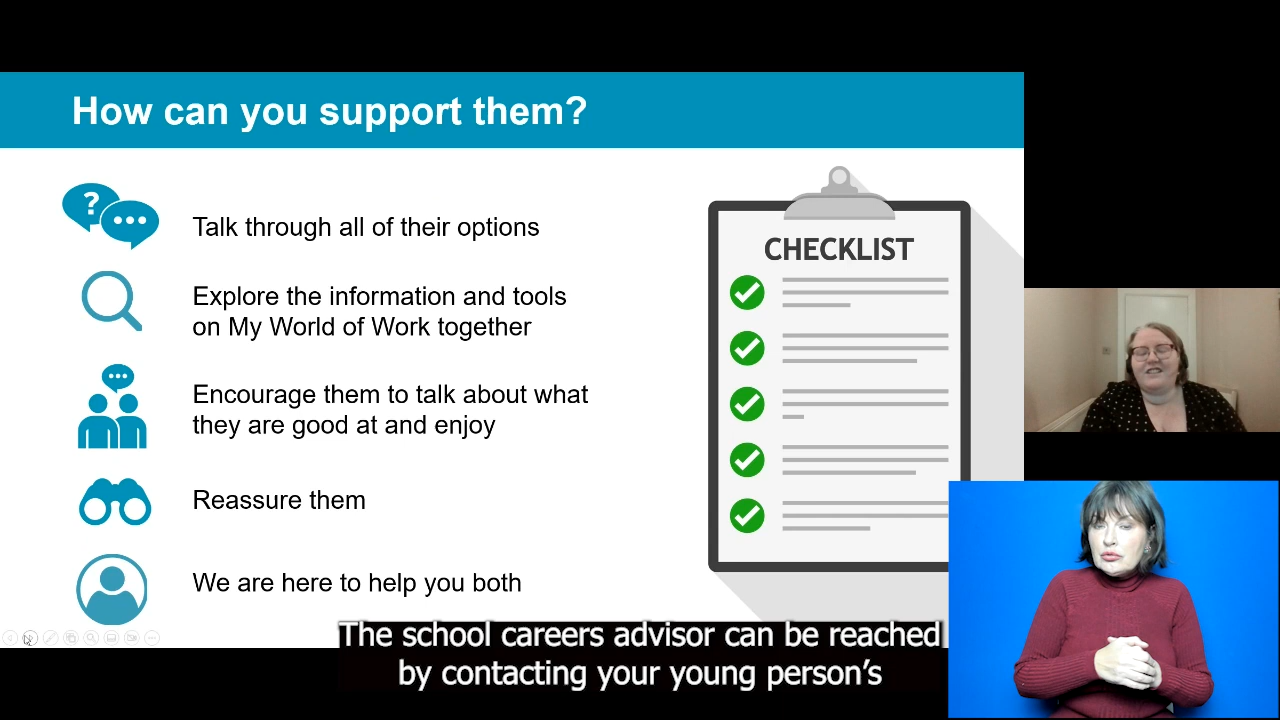 How can you support them?
?
Talk through all of their options
Explore the information and tools
on My World of Work together
Encourage them to talk about what
they are good at and enjoy
Reassure them
We are here to help you both
CHECKLIST
The school careers advisor can be reached
by contacting your young person's